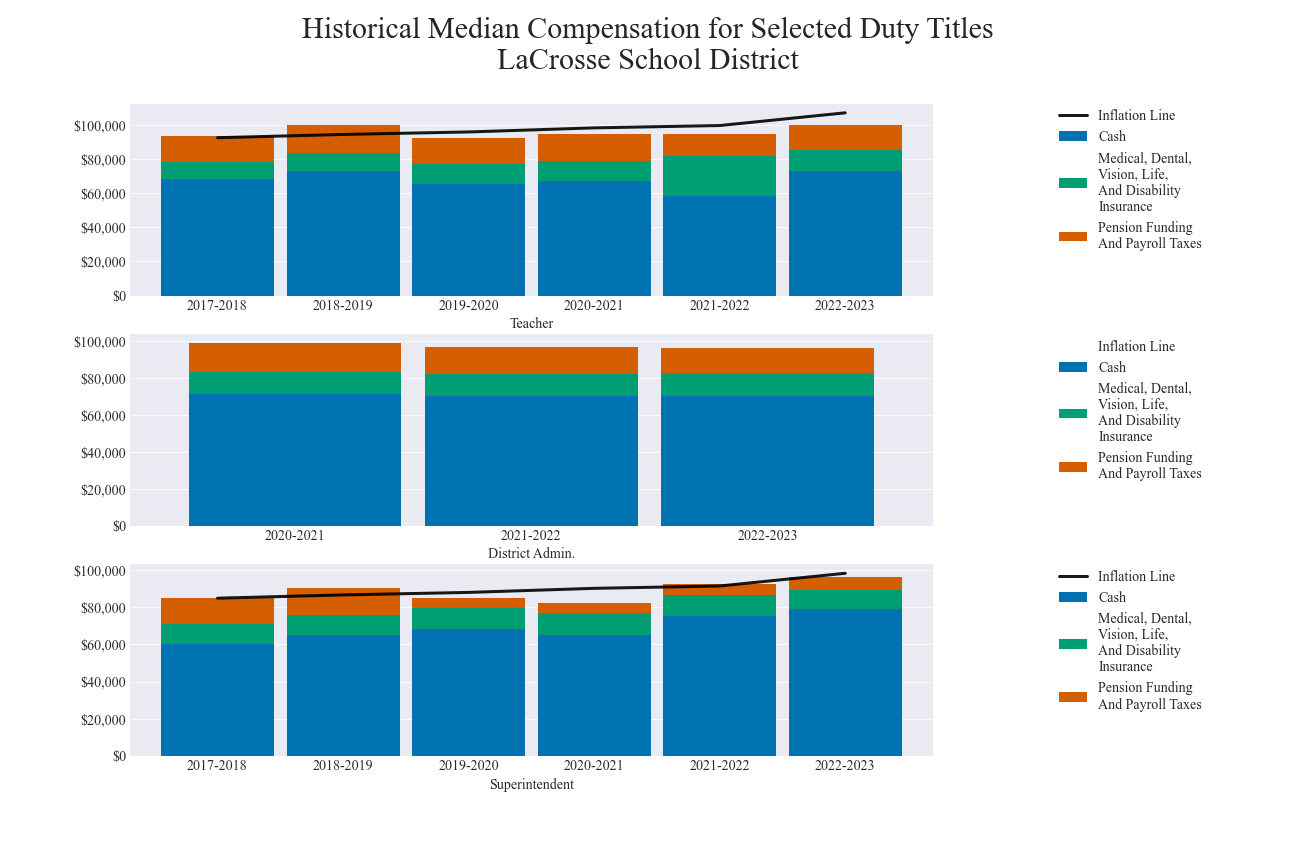 Historical Median Compensation for Selected Duty Titles
LaCrosse School District
$100,000
$80,000
$60,000
$40,000
$20,000
$0
2017-2018
2018-2019
2019-2020
2020-2021
2021-2022
2022-2023
Teacher
Inflation Line
Cash
Medical, Dental,
Vision, Life,
And Disability
Insurance
Pension Funding
And Payroll Taxes
$100,000
$80,000
$60,000
$40,000
$20,000
$0
2020-2021
2021-2022
2022-2023
District Admin.
Inflation Line
Cash
Medical, Dental,
Vision, Life,
And Disability
Insurance
Pension Funding
And Payroll Taxes
$100,000
$80,000
$60,000
$40,000
$20,000
$0
2017-2018
2018-2019
2019-2020
2020-2021
2021-2022
2022-2023
Superintendent
Inflation Line
Cash
Medical, Dental,
Vision, Life,
And Disability
Insurance
Pension Funding
And Payroll Taxes